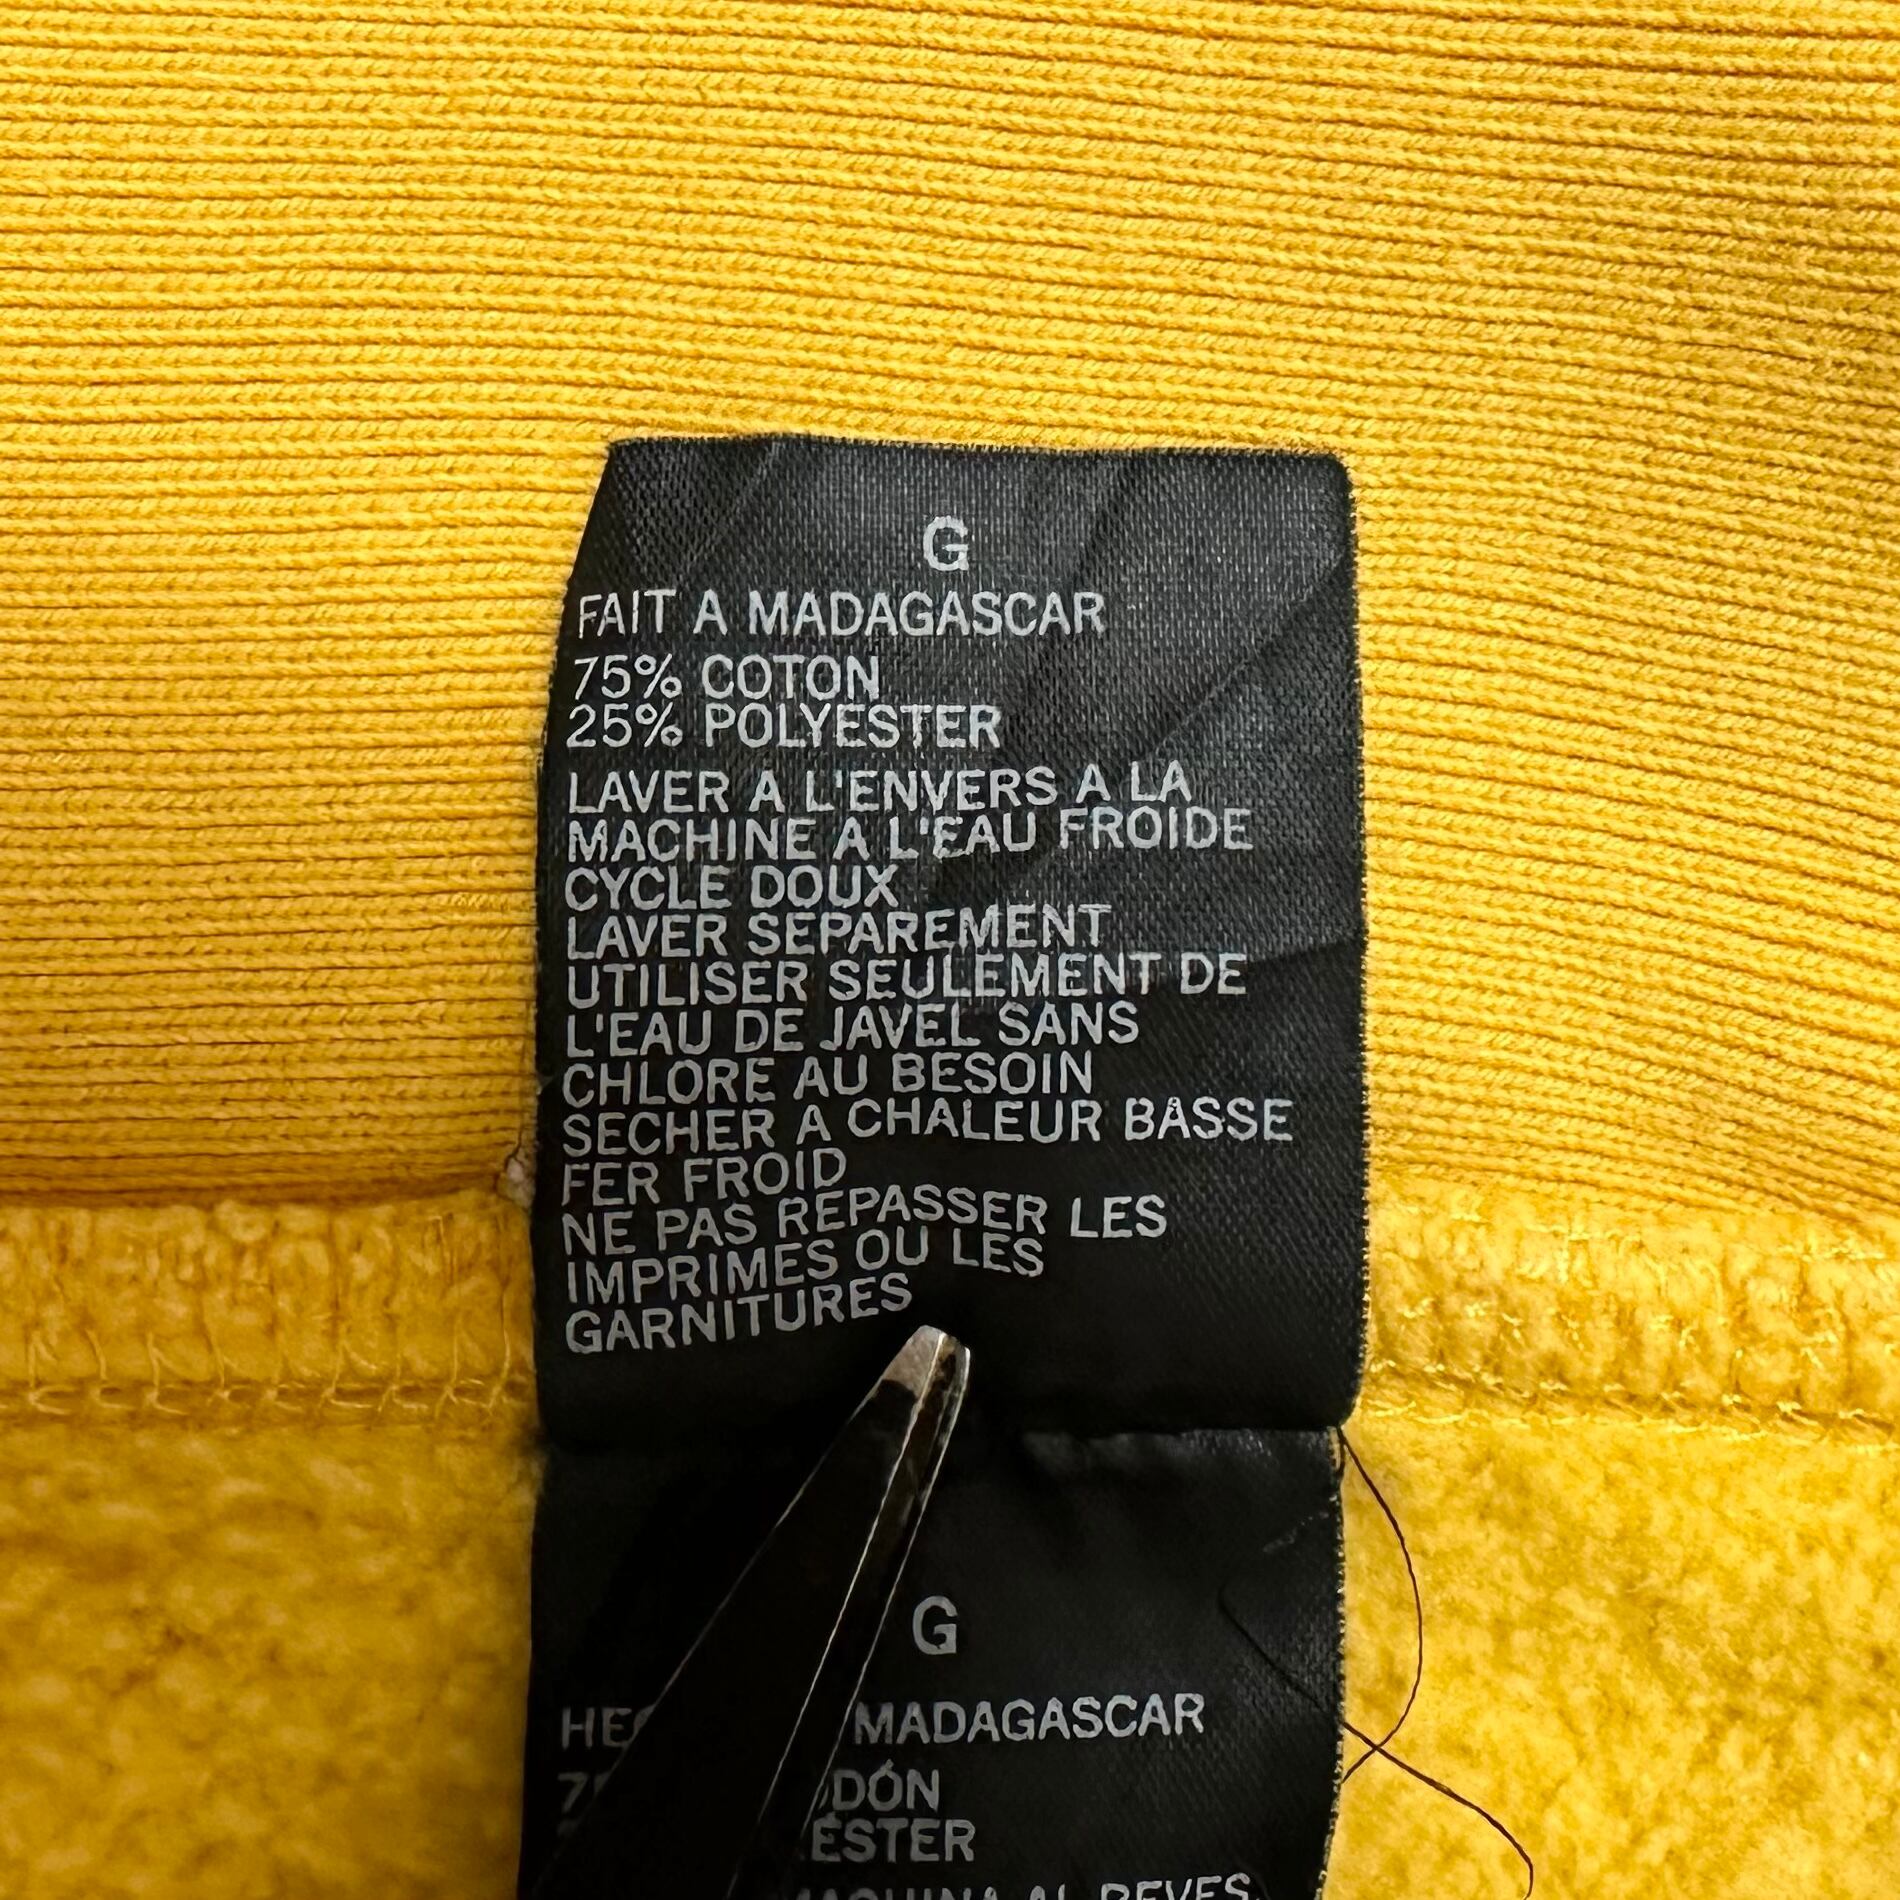 G
FAIT A MADAGASCAR
75% COTON
25% POLYESTER
LAVER A L'ENVERS A LA
MACHINE A L'EAU FROIDE
CYCLE DOUX
LAVER SEPAREMENT
UTILISER SEULEMENT DE
L'EAU DE JAVEL SANS
CHLORE AU BESOIN
SECHER A CHALEUR BASSE
FER FROID
NE PAS REPASSER LES
IMPRIMES OU LES
GARNITURES
G
MADAGASCAR
AL REVES